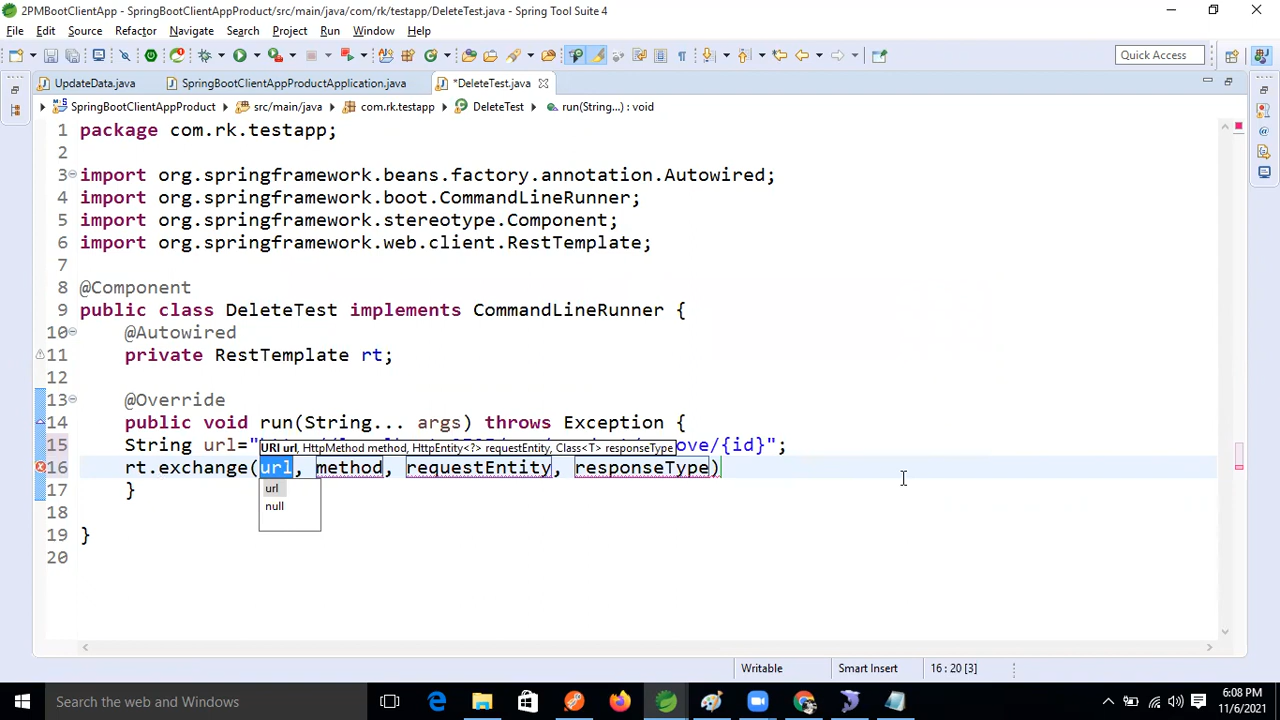 2PMBootClientApp - SpringBootClientAppProduct/src/main/java/com/rk/testapp/DeleteTest.java - Spring Tool Suite 4
File Edit Source Refactor Navigate Search Project Run Window Help
Quick Access
UpdateData.java SpringBootClientAppProductApplication.java *DeleteTest.java
SpringBootClientAppProduct src/main/java com.rk.testapp DeleteTest run(String...) : void
1 package com.rk.testapp;
2
3 import org.springframework.beans.factory.annotation.Autowired;
4 import org.springframework.boot.CommandLineRunner;
5 import org.springframework.stereotype.Component;
6 import org.springframework.web.client.RestTemplate;
7
8 @Component
9 public class DeleteTest implements CommandLineRunner {
10 @Autowired
11 private RestTemplate rt;
12
13 @Override
14 public void run(String... args) throws Exception {
15 String url=" ove/{id}";
URI url, HttpMethod method, HttpEntity<?> requestEntity, Class<T> responseType
16 rt.exchange(url, method, requestEntity, responseType)
url
17 }
null
18
19 }
20
Writable Smart Insert 16 : 20 [3]
Search the web and Windows
6:08 PM
11/6/2021